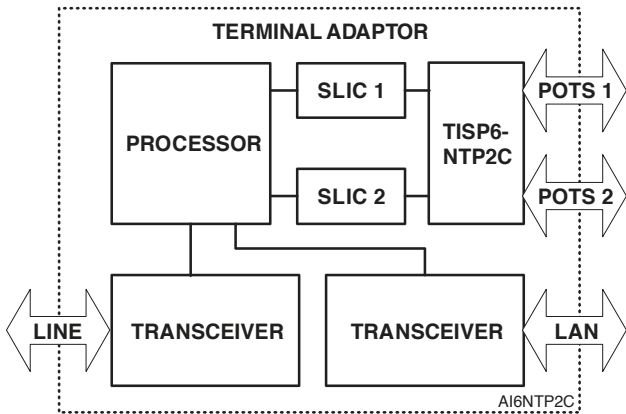 TERMINAL ADAPTOR
PROCESSOR
SLIC 1
SLIC 2
TISP6-
NTP2C
POTS 1
POTS 2
LINE
TRANSCEIVER
TRANSCEIVER
LAN
AI6NTP2C